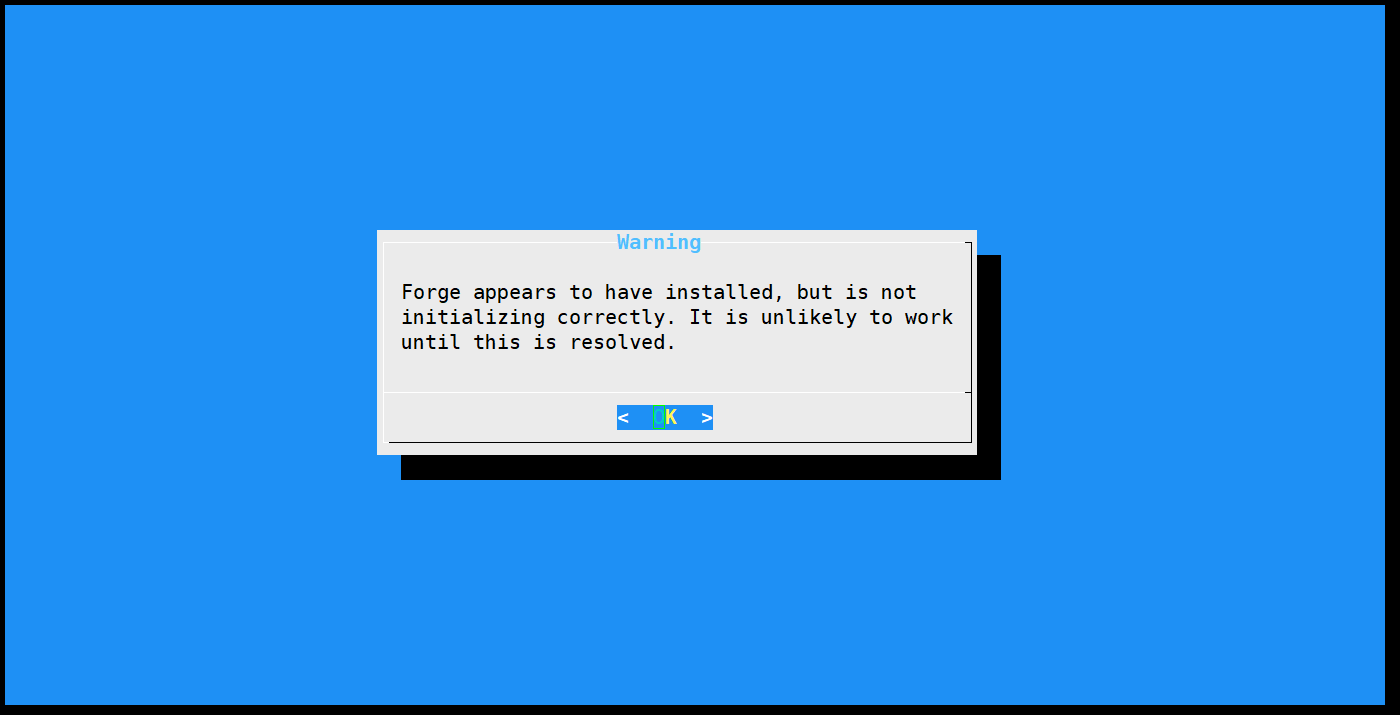 Warning
Forge appears to have installed, but is not
initializing correctly. It is unlikely to work
until this is resolved.
<  OK  >